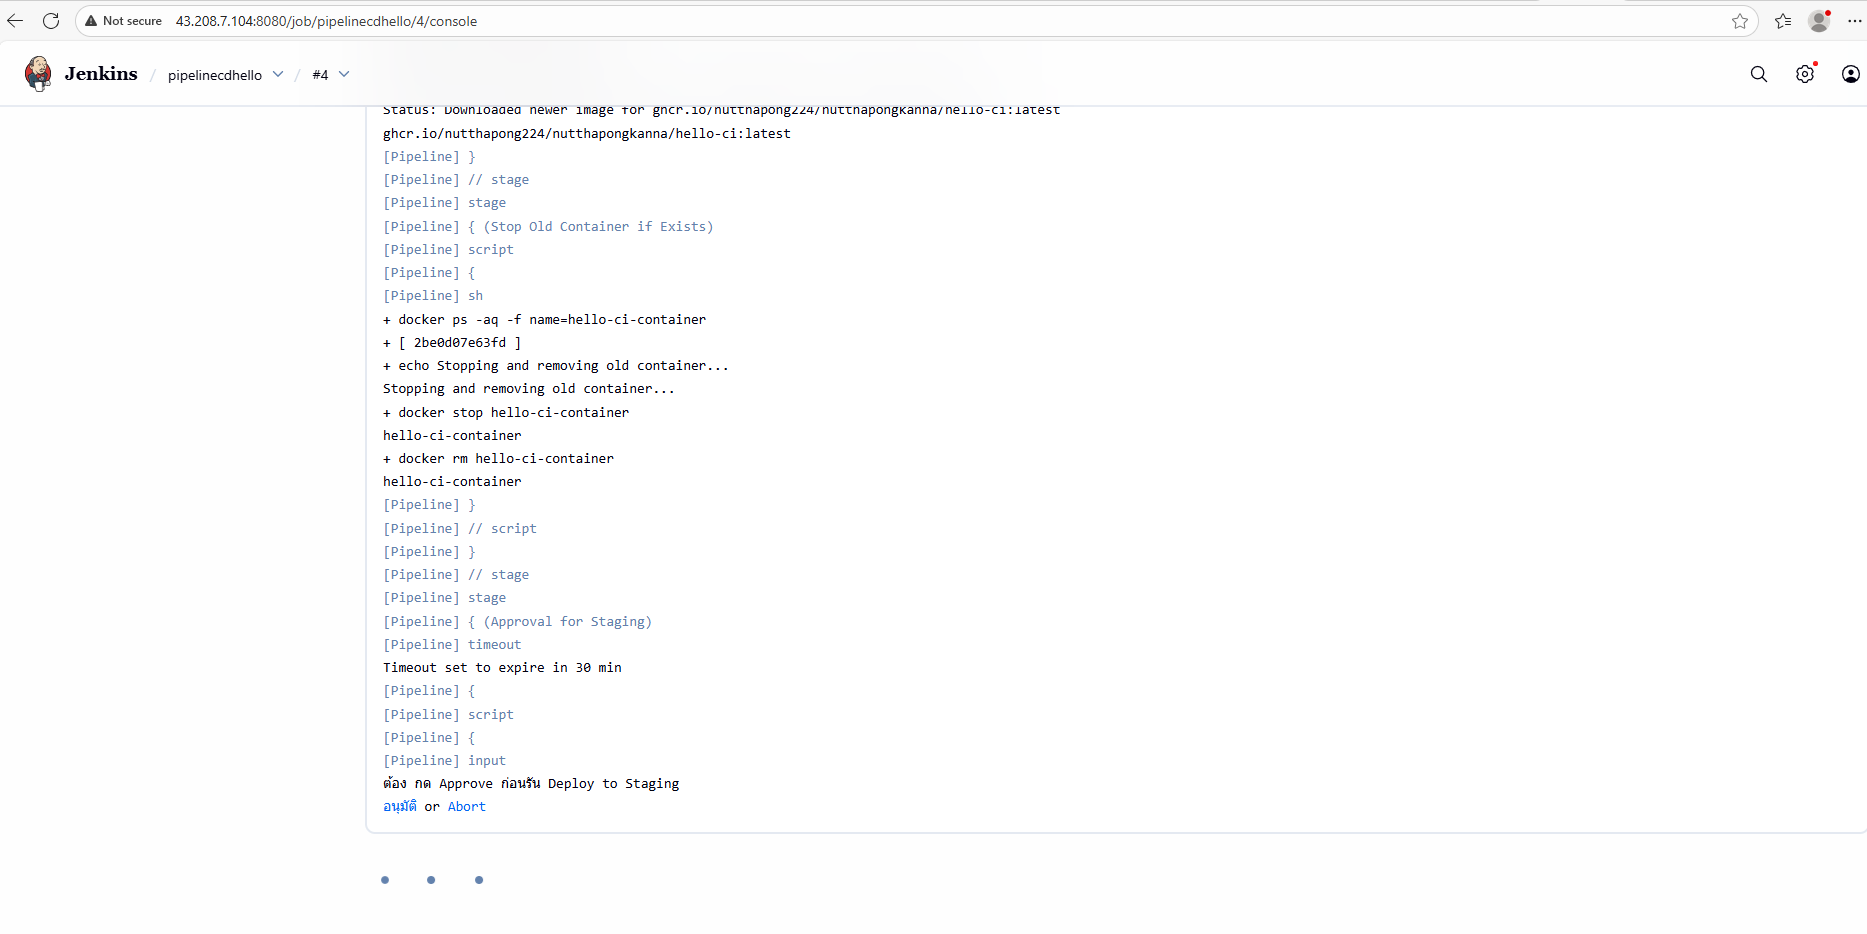 Not secure 43.208.7.104:8080/job/pipelinecdhello/4/console
Jenkins / pipelinecdhello / #4
Status: Downloaded newer image for ghcr.io/nutthapong224/nutthapongkanna/hello-ci:latest
ghcr.io/nutthapong224/nutthapongkanna/hello-ci:latest
[Pipeline] }
[Pipeline] // stage
[Pipeline] stage
[Pipeline] { (Stop Old Container if Exists)
[Pipeline] script
[Pipeline] {
[Pipeline] sh
+ docker ps -aq -f name=hello-ci-container
+ [ 2be0d07e63fd ]
+ echo Stopping and removing old container...
Stopping and removing old container...
+ docker stop hello-ci-container
hello-ci-container
+ docker rm hello-ci-container
hello-ci-container
[Pipeline] }
[Pipeline] // script
[Pipeline] }
[Pipeline] // stage
[Pipeline] stage
[Pipeline] { (Approval for Staging)
[Pipeline] timeout
Timeout set to expire in 30 min
[Pipeline] {
[Pipeline] script
[Pipeline] {
[Pipeline] input
ต้อง กด Approve ก่อนรัน Deploy to Staging
อนุมัติ or Abort